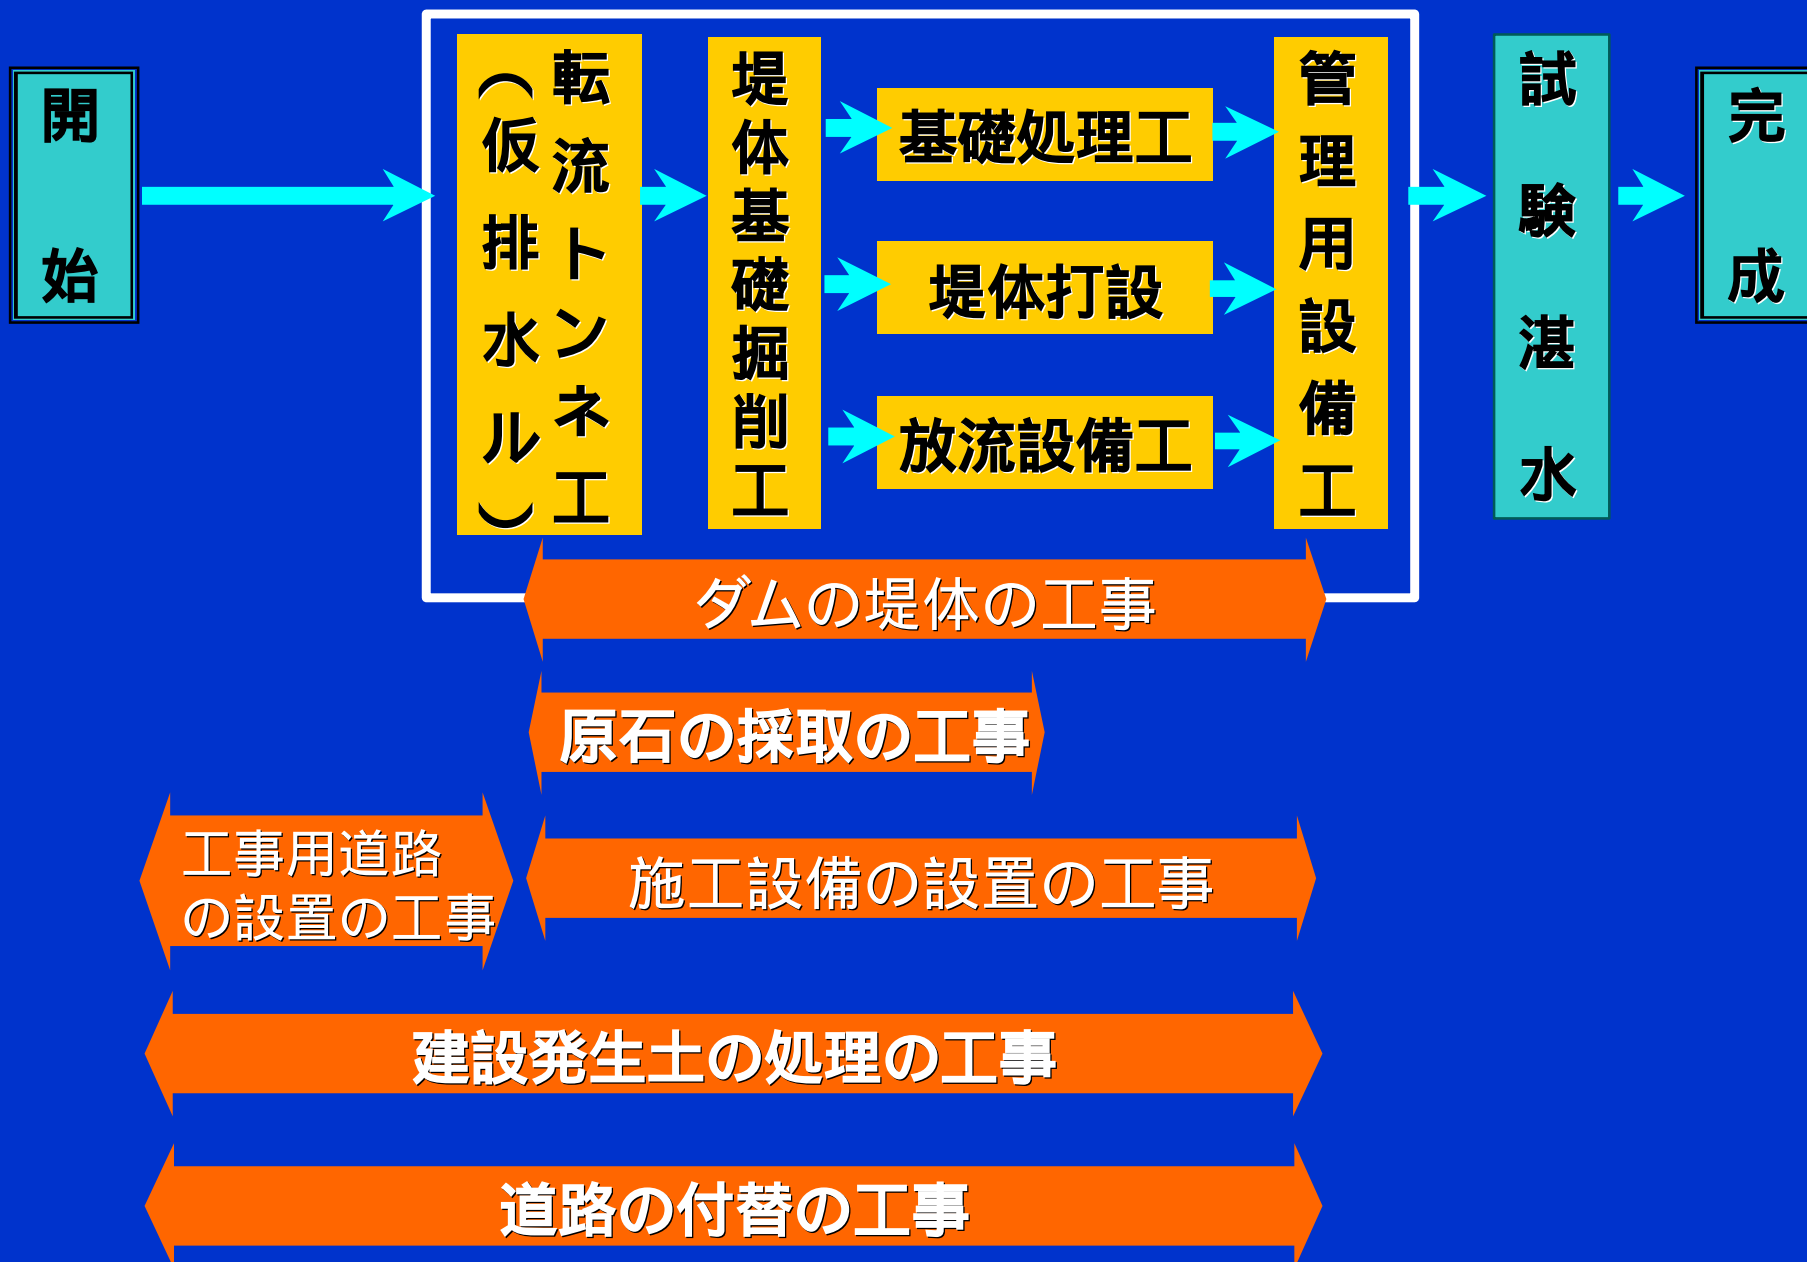 開始
転流トンネ工
（仮排水ル）
堤体基礎掘削工
基礎処理工
堤体打設
放流設備工
管理用設備工
試験湛水
完成
ダムの堤体の工事
原石の採取の工事
工事用道路
の設置の工事
施工設備の設置の工事
建設発生土の処理の工事
道路の付替の工事